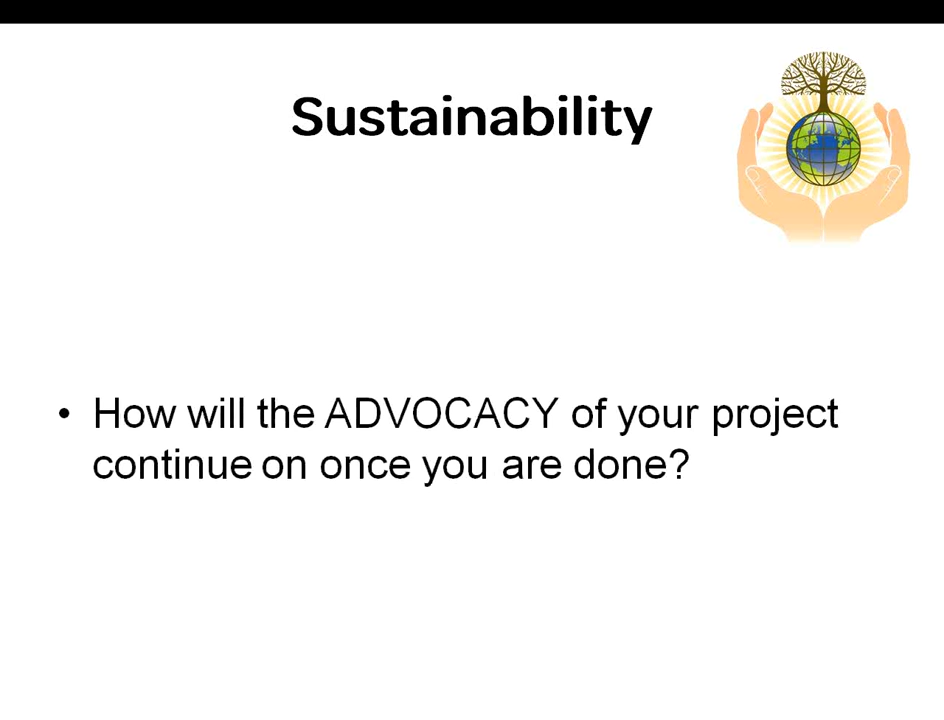 Sustainability
• How will the ADVOCACY of your project
continue on once you are done?